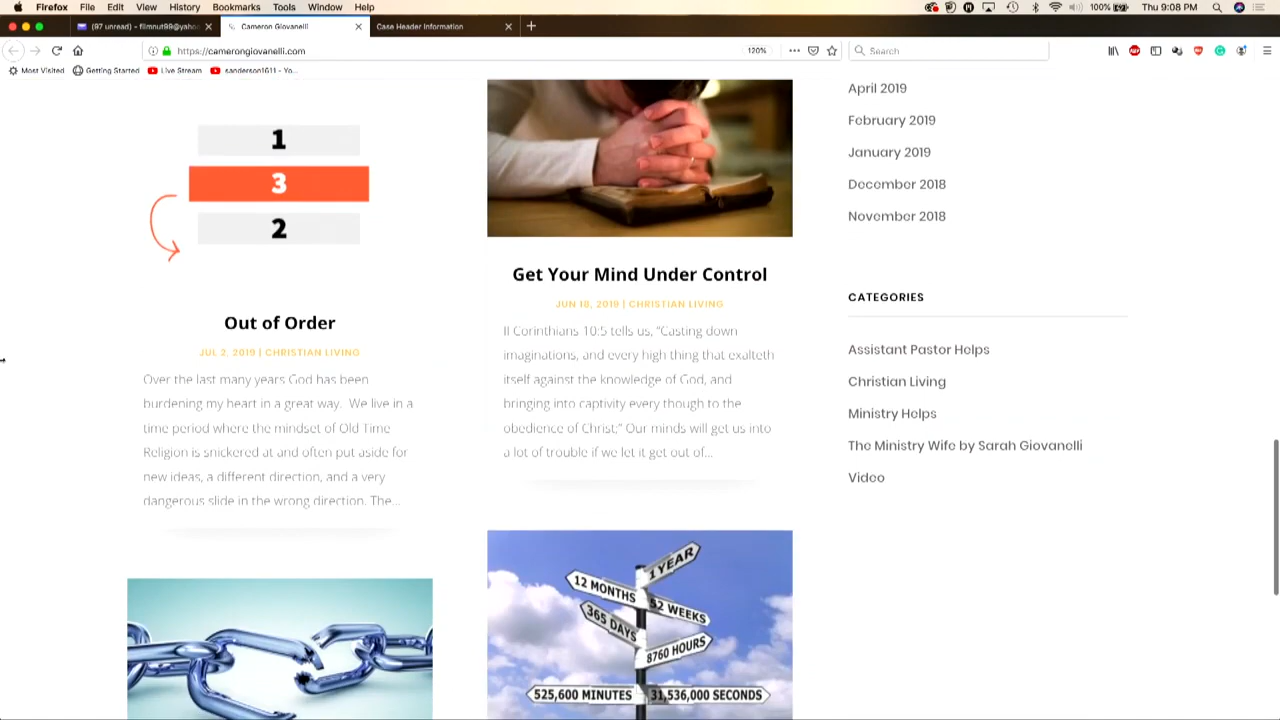 Firefox File Edit View History Bookmarks Tools Window Help
100% Thu 9:08 PM
(97 unread) - filmnut99@yahoo
Cameron Giovanelli
Case Header Information
https://camerongiovanelli.com
120%
Search
Most Visited Getting Started Live Stream sanderson1611 - Yo...
1
3
2
Out of Order
JUL 2, 2019 | CHRISTIAN LIVING
Over the last many years God has been
burdening my heart in a great way. We live in a
time period where the mindset of Old Time
Religion is snickered at and often put aside for
new ideas, a different direction, and a very
dangerous slide in the wrong direction. The...
Get Your Mind Under Control
JUN 18, 2019 | CHRISTIAN LIVING
II Corinthians 10:5 tells us, “Casting down
imaginations, and every high thing that exalteth
itself against the knowledge of God, and
bringing into captivity every though to the
obedience of Christ;” Our minds will get us into
a lot of trouble if we let it get out of...
1 YEAR
12 MONTHS
52 WEEKS
365 DAYS
8760 HOURS
525,600 MINUTES
31,536,000 SECONDS
April 2019
February 2019
January 2019
December 2018
November 2018
CATEGORIES
Assistant Pastor Helps
Christian Living
Ministry Helps
The Ministry Wife by Sarah Giovanelli
Video